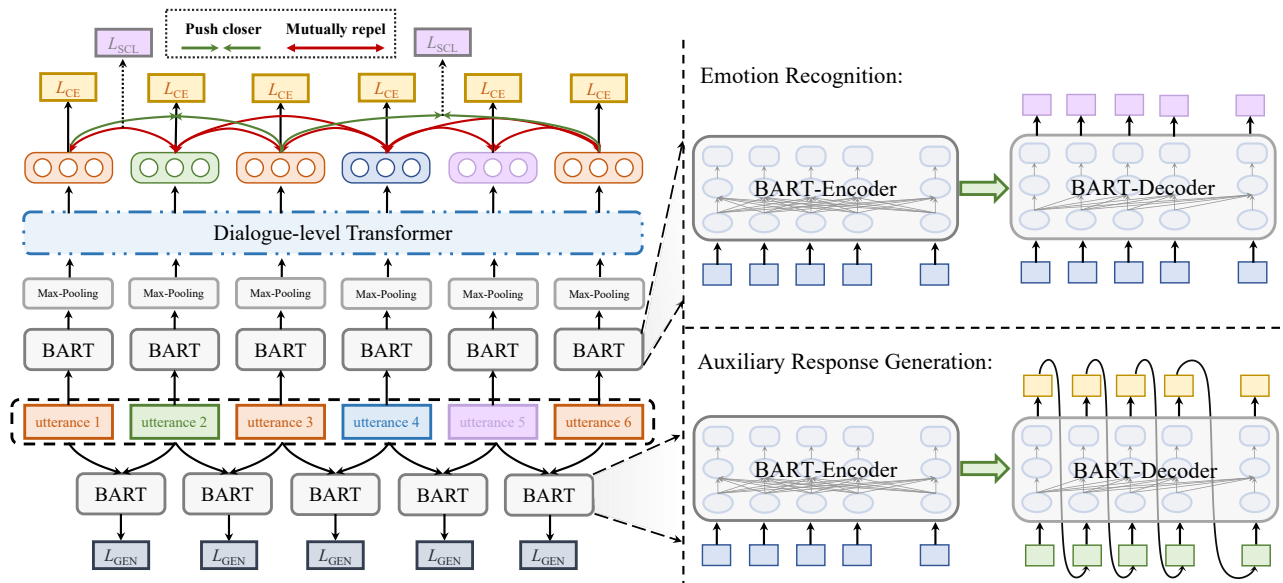 Push closer Mutually repel
L_SCL L_SCL
L_CE L_CE L_CE L_CE L_CE L_CE
Dialogue-level Transformer
Max-Pooling Max-Pooling Max-Pooling Max-Pooling Max-Pooling Max-Pooling
BART BART BART BART BART BART
utterance 1 utterance 2 utterance 3 utterance 4 utterance 5 utterance 6
BART BART BART BART BART
L_GEN L_GEN L_GEN L_GEN L_GEN
Emotion Recognition:
BART-Encoder BART-Decoder
Auxiliary Response Generation:
BART-Encoder BART-Decoder